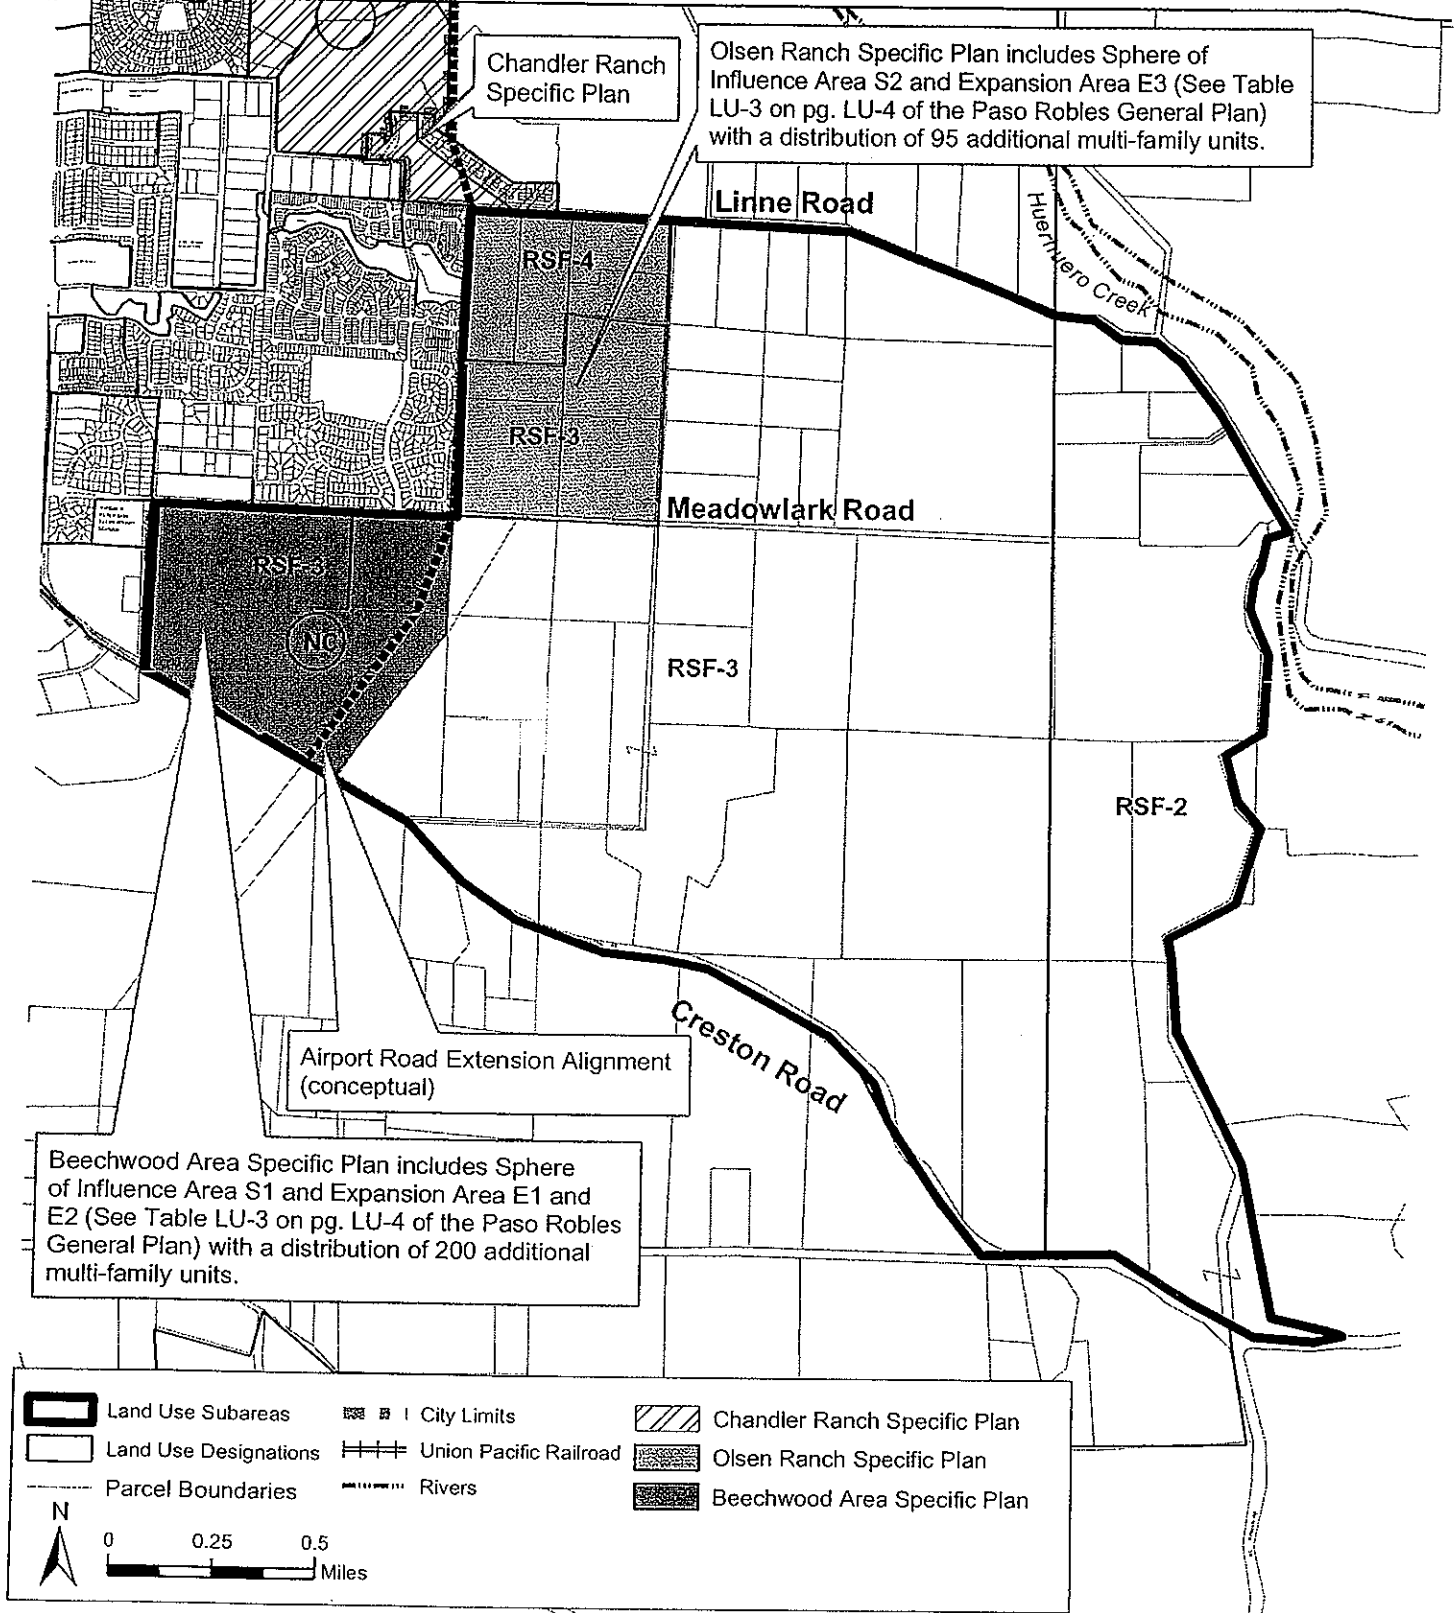 Chandler Ranch
Specific Plan
Olsen Ranch Specific Plan includes Sphere of
Influence Area S2 and Expansion Area E3 (See Table
LU-3 on pg. LU-4 of the Paso Robles General Plan)
with a distribution of 95 additional multi-family units.
Linne Road
Huerhuero Creek
RSF-4
RSF-3
Meadowlark Road
RSF-3
NC
RSF-3
RSF-2
Creston Road
Airport Road Extension Alignment
(conceptual)
Beechwood Area Specific Plan includes Sphere
of Influence Area S1 and Expansion Area E1 and
E2 (See Table LU-3 on pg. LU-4 of the Paso Robles
General Plan) with a distribution of 200 additional
multi-family units.
Land Use Subareas
Land Use Designations
Parcel Boundaries
City Limits
Union Pacific Railroad
Rivers
Chandler Ranch Specific Plan
Olsen Ranch Specific Plan
Beechwood Area Specific Plan
N
0 0.25 0.5
Miles